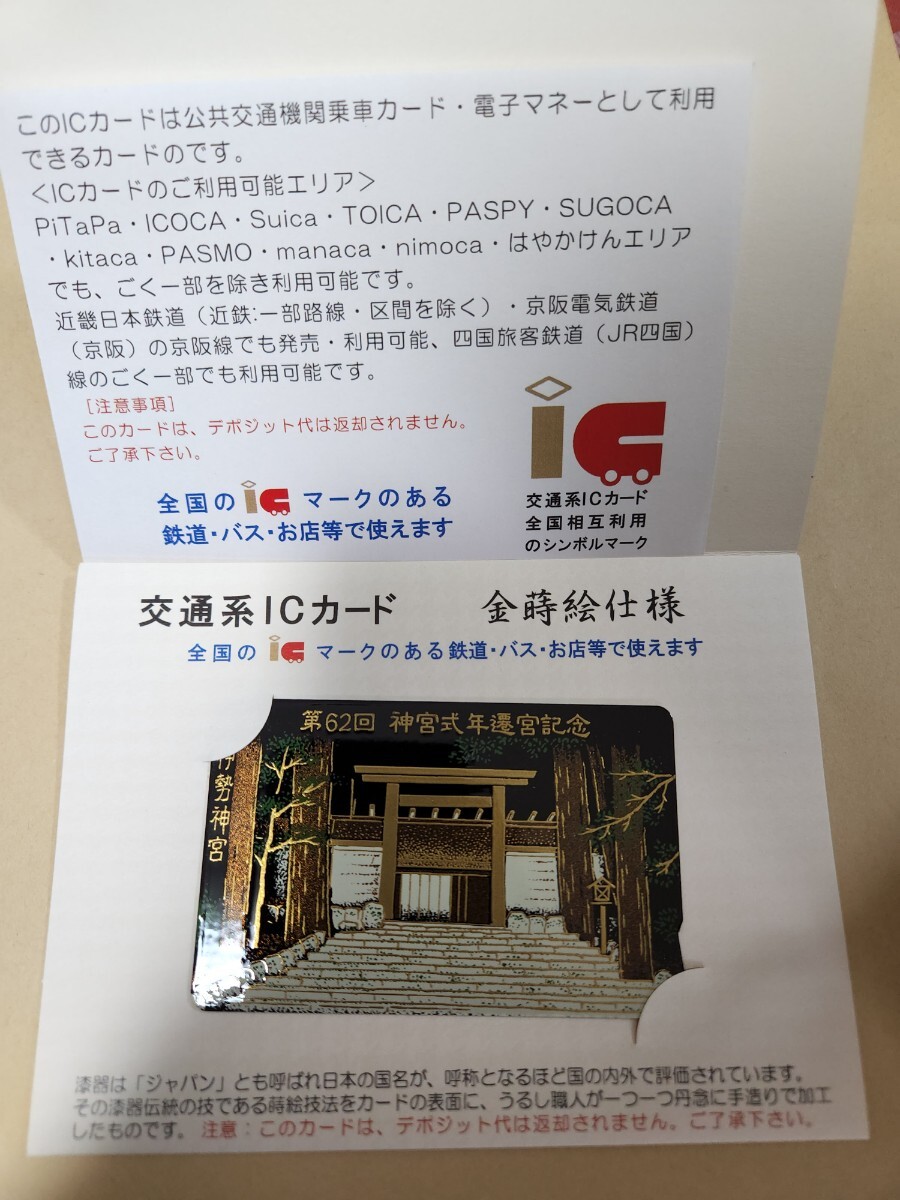 このICカードは公共交通機関乗車カード・電子マネーとして利用
できるカードのです。
＜ICカードのご利用可能エリア＞
PiTaPa・ICOCA・Suica・TOICA・PASPY・SUGOCA
・kitaca・PASMO・manaca・nimoca・はやかけんエリア
でも、ごく一部を除き利用可能です。
近畿日本鉄道（近鉄:一部路線・区間を除く）・京阪電気鉄道
（京阪）の京阪線でも発売・利用可能、四国旅客鉄道（JR四国）
線のごく一部でも利用可能です。
［注意事項］
このカードは、デポジット代は返却されません。
ご了承下さい。
全国の IC マークのある
鉄道・バス・お店等で使えます
IC
交通系ICカード
全国相互利用
のシンボルマーク
交通系ICカード 金蒔絵仕様
全国の IC マークのある鉄道・バス・お店等で使えます
第62回 神宮式年遷宮記念
伊勢神宮
漆器は「ジャパン」とも呼ばれ日本の国名が、呼称となるほど国の内外で評価されています。
その漆器伝統の技である蒔絵技法をカードの表面に、うるし職人が一つ一つ丹念に手造りで加工
したものです。 注意：このカードは、デポジット代は返却されません。ご了承下さい。